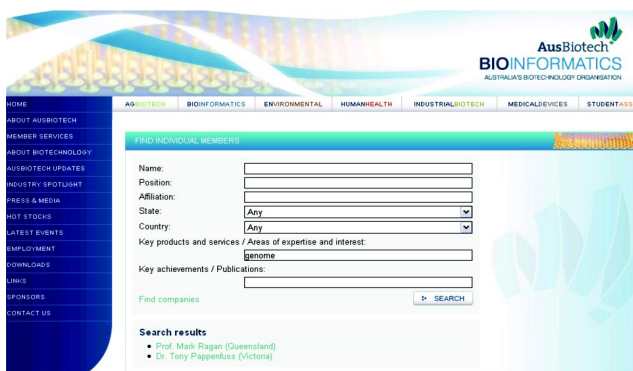 AusBiotech
BIOINFORMATICS
AUSTRALIA'S BIOTECHNOLOGY ORGANISATION
HOME
ABOUT AUSBIOTECH
MEMBER SERVICES
ABOUT BIOTECHNOLOGY
AUSBIOTECH UPDATES
INDUSTRY SPOTLIGHT
PRESS & MEDIA
HOT STOCKS
LATEST EVENTS
EMPLOYMENT
DOWNLOADS
LINKS
SPONSORS
CONTACT US
AGBIOTECH BIOINFORMATICS ENVIRONMENTAL HUMANHEALTH INDUSTRIALBIOTECH MEDICALDEVICES STUDENTASS
FIND INDIVIDUAL MEMBERS
Name:
Position:
Affiliation:
State: Any
Country: Any
Key products and services / Areas of expertise and interest:
genome
Key achievements / Publications:
Find companies SEARCH
Search results
Prof. Mark Ragan (Queensland)
Dr. Tony Pappenfuss (Victoria)